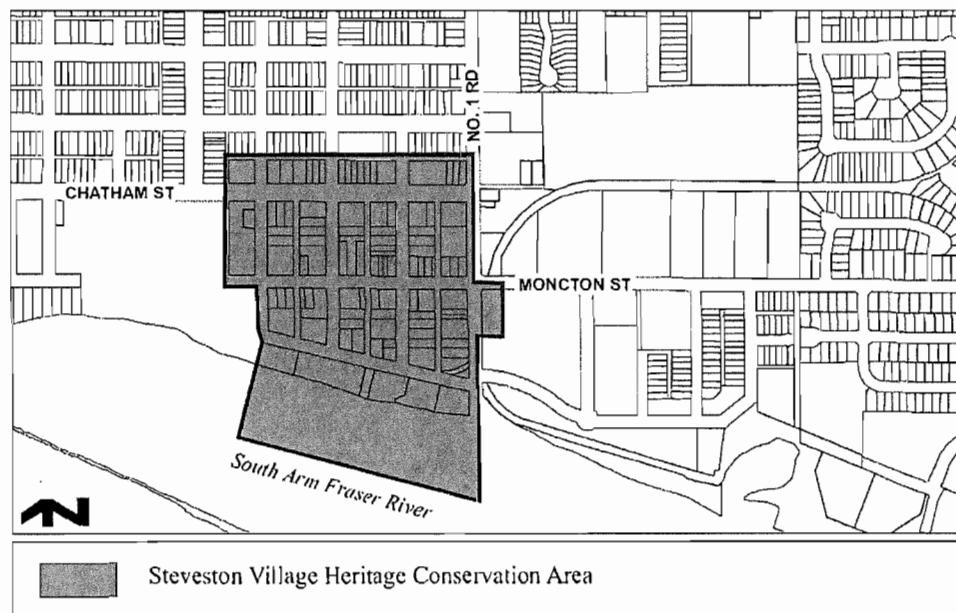 NO. 1 RD
CHATHAM ST
MONCTON ST
South Arm Fraser River
N
Steveston Village Heritage Conservation Area